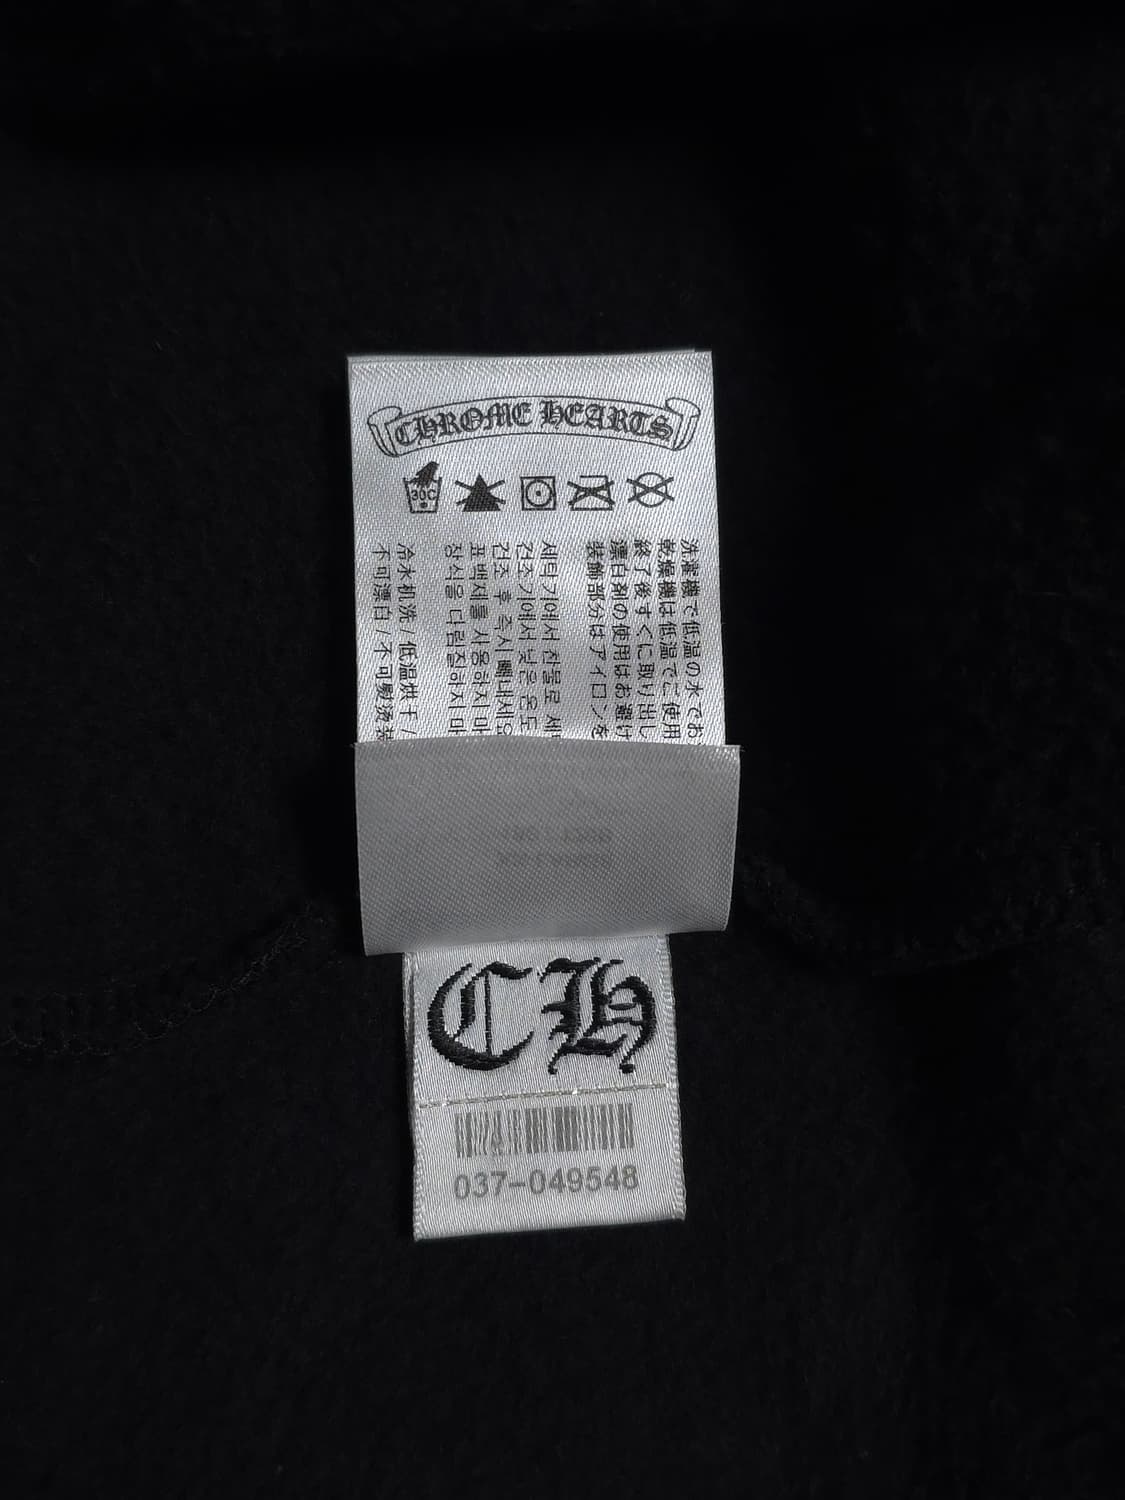 CHROME HEARTS
30C
洗濯機で低温の水でお
乾燥機は低温でご使用
終了後すぐに取り出し
漂白剤の使用はお避け
装飾部分はアイロンを
세탁기에서 찬물로 세
건조기에서 낮은 온도
건조 후 즉시 빼내세요
표백제를 사용하지 마
장식을 다림질하지 마
冷水机洗 / 低温烘干 /
不可漂白 / 不可熨烫装
CH
037-049548